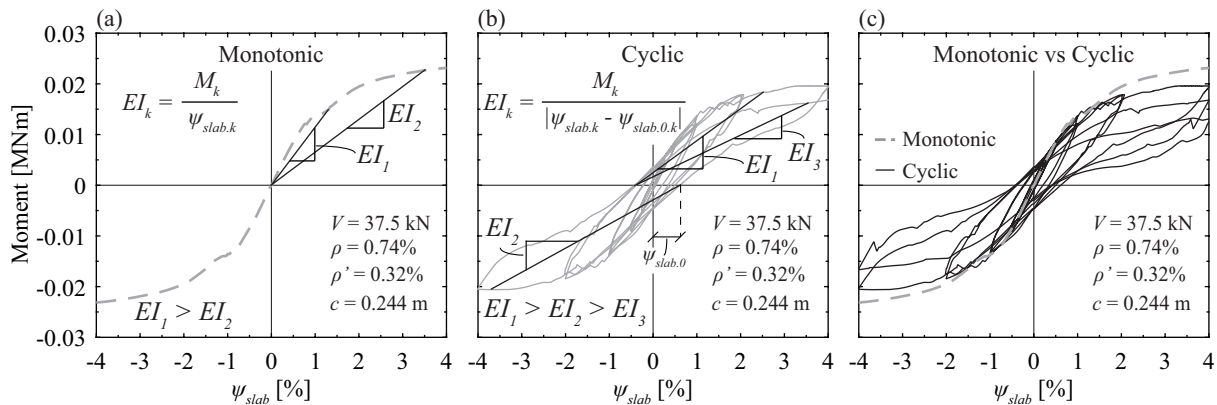 (a)
Monotonic
EI_k = M_k / ψ_slab.k
EI_2
EI_1
V = 37.5 kN
ρ = 0.74%
ρ' = 0.32%
c = 0.244 m
EI_1 > EI_2
0.03
0.02
0.01
0
-0.01
-0.02
-0.03
Moment [MNm]
-4 -3 -2 -1 0 1 2 3 4
ψ_slab [%]
(b)
Cyclic
EI_k = M_k / |ψ_slab.k - ψ_slab.0.k|
EI_3
EI_1
EI_2
ψ_slab.0
V = 37.5 kN
ρ = 0.74%
ρ' = 0.32%
c = 0.244 m
EI_1 > EI_2 > EI_3
-4 -3 -2 -1 0 1 2 3 4
ψ_slab [%]
(c)
Monotonic vs Cyclic
Monotonic
Cyclic
V = 37.5 kN
ρ = 0.74%
ρ' = 0.32%
c = 0.244 m
-4 -3 -2 -1 0 1 2 3 4
ψ_slab [%]